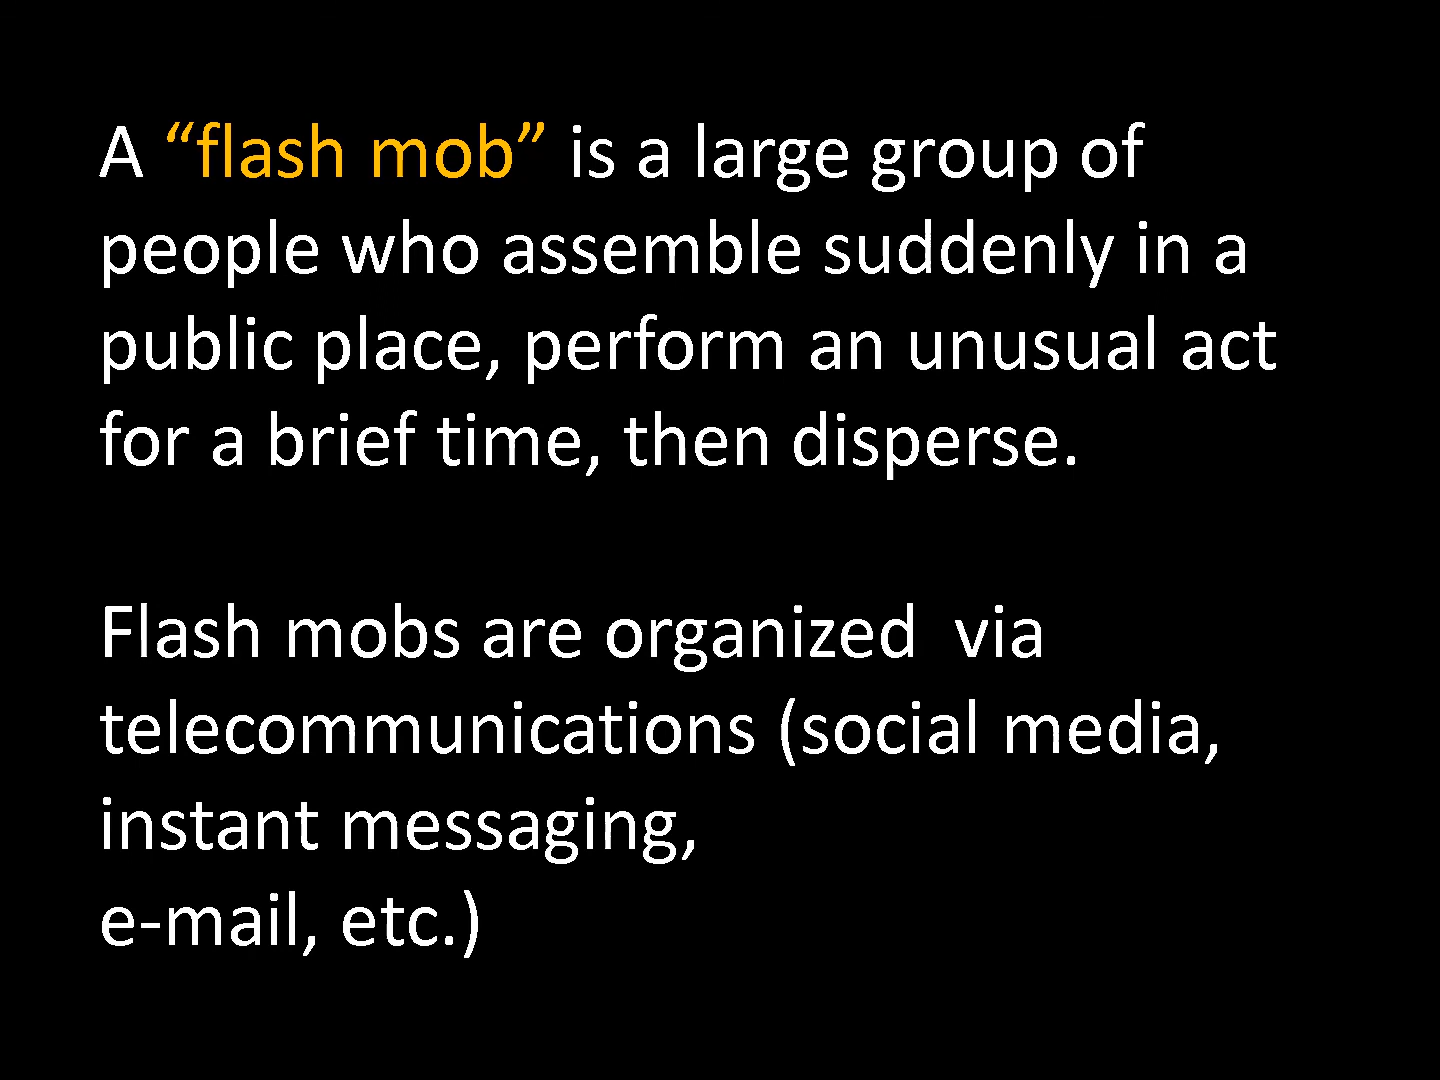 A “flash mob” is a large group of
people who assemble suddenly in a
public place, perform an unusual act
for a brief time, then disperse.
Flash mobs are organized  via
telecommunications (social media,
instant messaging,
e-mail, etc.)